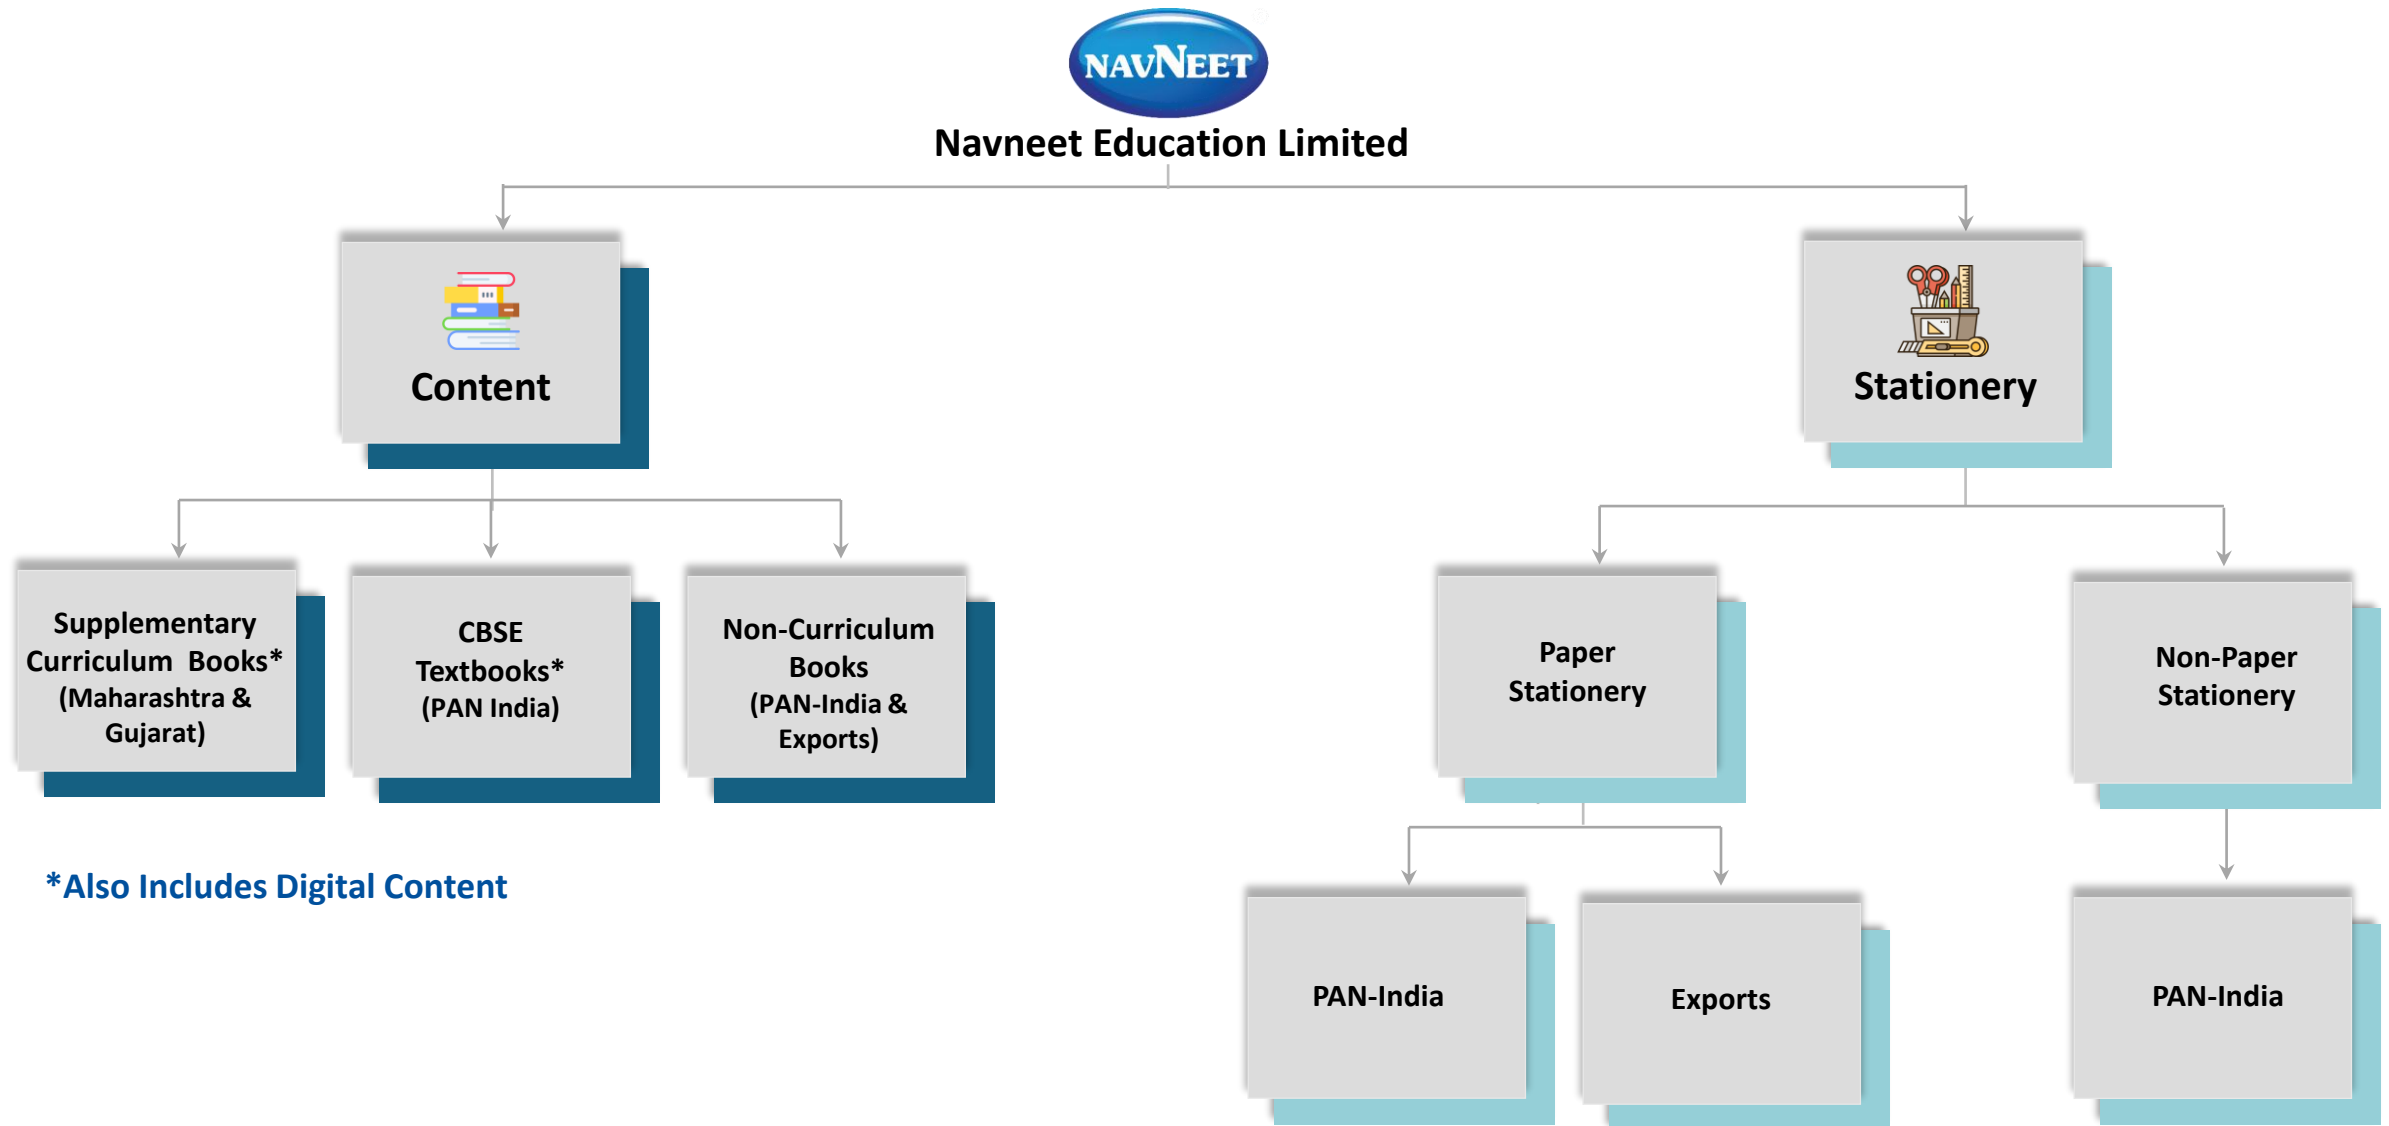 NAVNEET
Navneet Education Limited
Content
Stationery
Supplementary
Curriculum Books*
(Maharashtra &
Gujarat)
CBSE
Textbooks*
(PAN India)
Non-Curriculum
Books
(PAN-India &
Exports)
Paper
Stationery
Non-Paper
Stationery
*Also Includes Digital Content
PAN-India
Exports
PAN-India